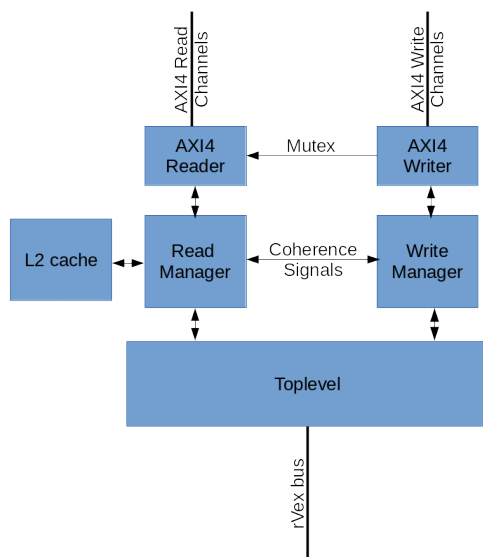 AXI4 Read
Channels
AXI4 Write
Channels
AXI4
Reader
Mutex
AXI4
Writer
L2 cache
Read
Manager
Coherence
Signals
Write
Manager
Toplevel
rVex bus